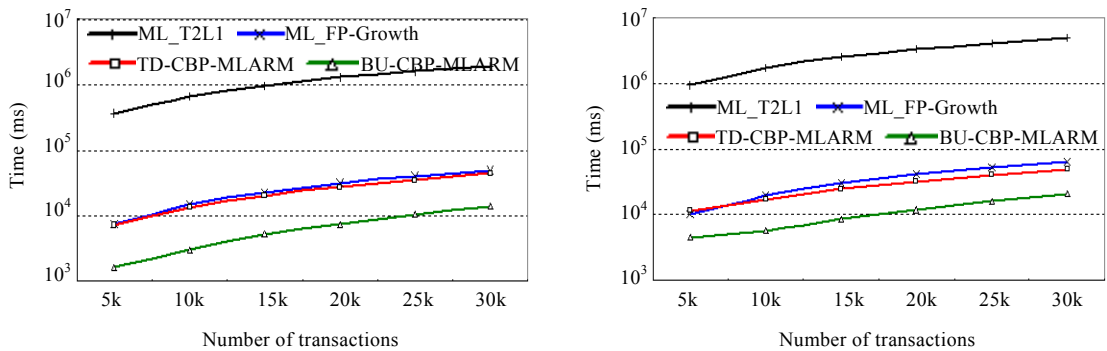 10^7
ML_T2L1 ML_FP-Growth
TD-CBP-MLARM BU-CBP-MLARM
10^6
10^5
10^4
10^3
Time (ms)
5k 10k 15k 20k 25k 30k
Number of transactions
10^7
10^6
ML_T2L1 ML_FP-Growth
TD-CBP-MLARM BU-CBP-MLARM
10^5
10^4
10^3
Time (ms)
5k 10k 15k 20k 25k 30k
Number of transactions